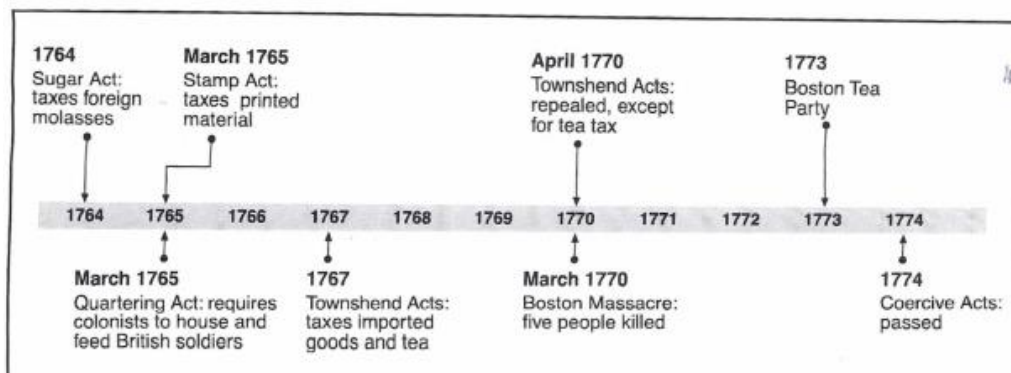 1764
Sugar Act:
taxes foreign
molasses
March 1765
Stamp Act:
taxes printed
material
April 1770
Townshend Acts:
repealed, except
for tea tax
1773
Boston Tea
Party
1764 1765 1766 1767 1768 1769 1770 1771 1772 1773 1774
March 1765
Quartering Act: requires
colonists to house and
feed British soldiers
1767
Townshend Acts:
taxes imported
goods and tea
March 1770
Boston Massacre:
five people killed
1774
Coercive Acts:
passed